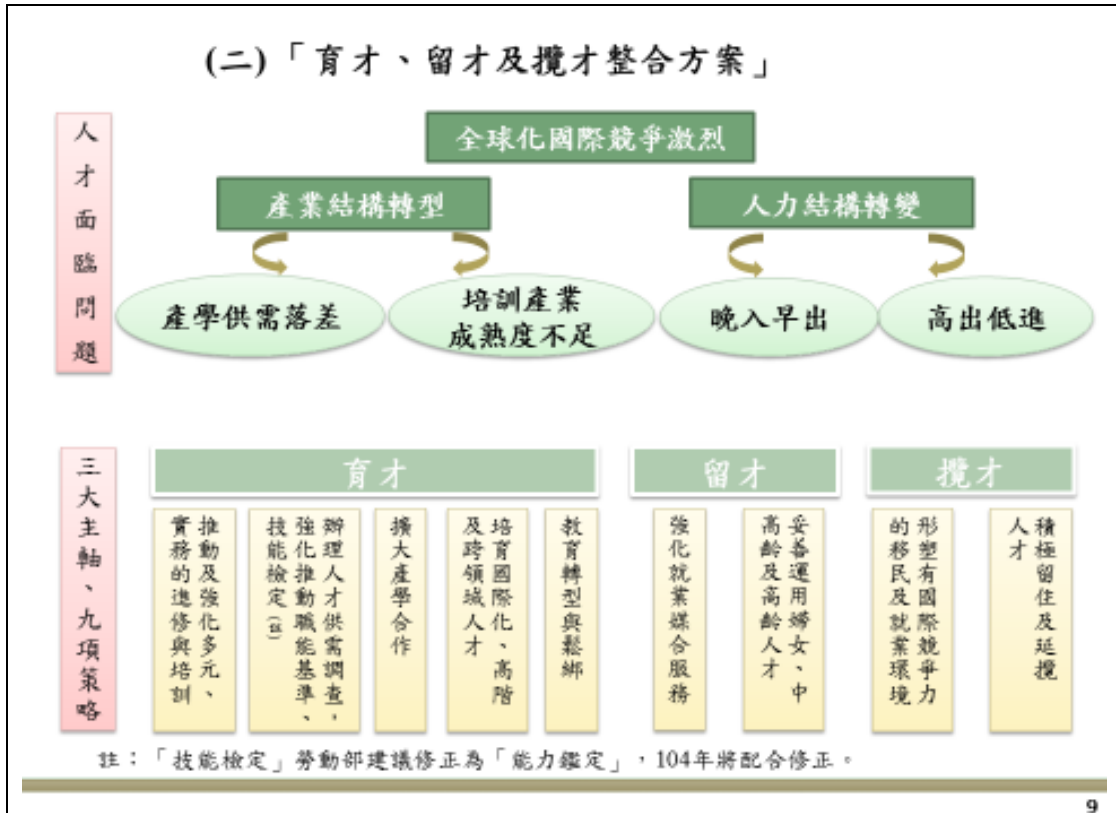 (二)「育才、留才及攬才整合方案」
人才面臨問題
全球化國際競爭激烈
產業結構轉型
人力結構轉變
產學供需落差
培訓產業
成熟度不足
晚入早出
高出低進
三大主軸、九項策略
育才
留才
攬才
推動及強化多元、
實務的進修與培訓
辦理人才供需調查，
強化推動職能基準、
技能檢定(註)
擴大產學合作
培育國際化、高階
及跨領域人才
教育轉型與鬆綁
強化就業媒合服務
妥善運用婦女、中
高齡及高齡人才
形塑有國際競爭力
的移民及就業環境
積極留住及延攬
人才
註：「技能檢定」勞動部建議修正為「能力鑑定」，104年將配合修正。
9